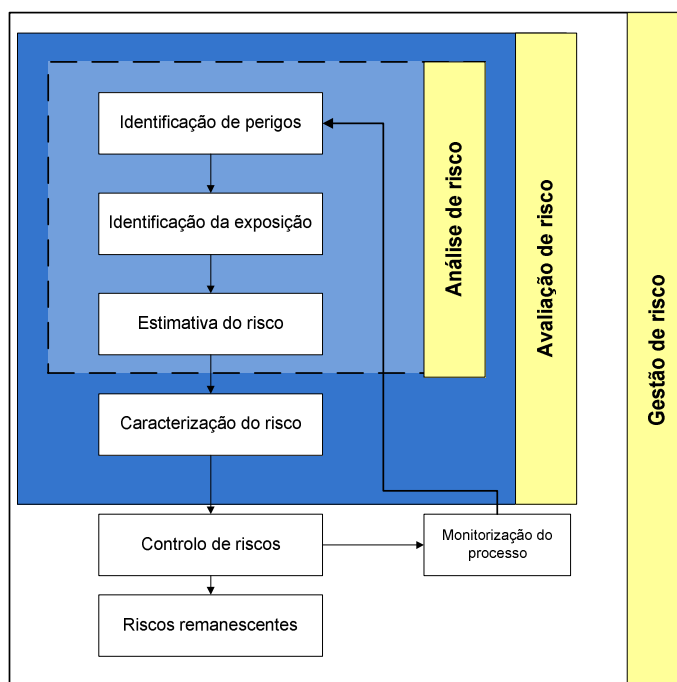 Identificação de perigos
Identificação da exposição
Estimativa do risco
Caracterização do risco
Controlo de riscos
Monitorização do
processo
Riscos remanescentes
Análise de risco
Avaliação de risco
Gestão de risco